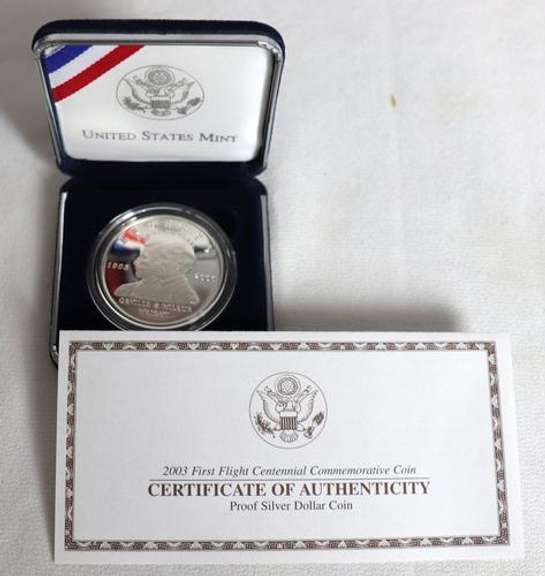 UNITED STATES MINT
1903
2003
ORVILLE & WILBUR
WRIGHT
2003 First Flight Centennial Commemorative Coin
CERTIFICATE OF AUTHENTICITY
Proof Silver Dollar Coin